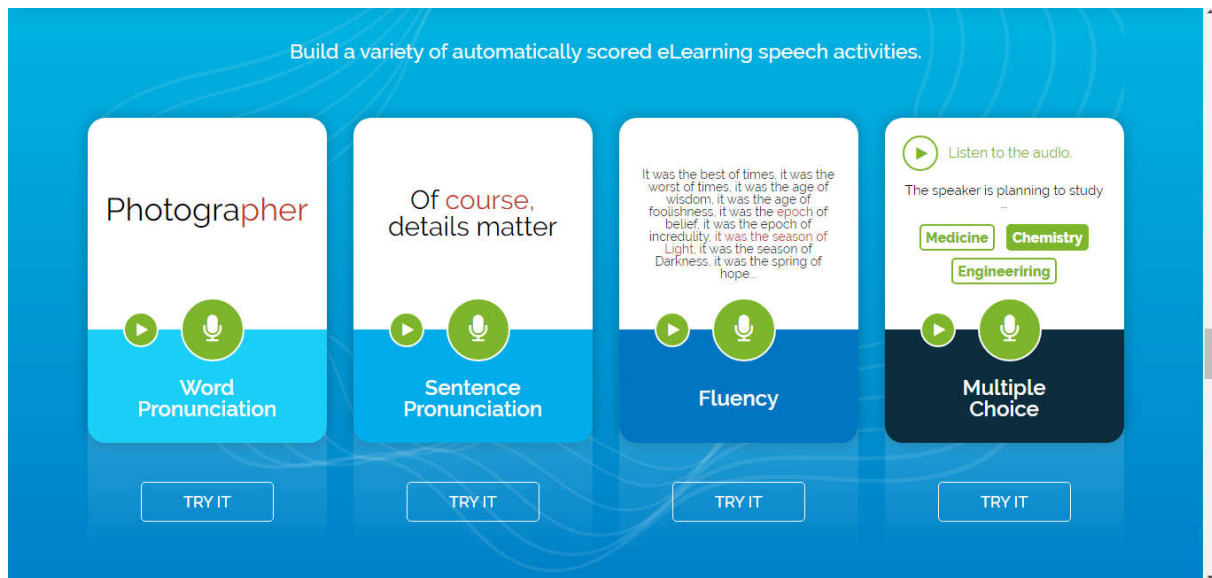 Build a variety of automatically scored eLearning speech activities.
Photographer
Of course,
details matter
It was the best of times, it was the
worst of times, it was the age of
wisdom, it was the age of
foolishness, it was the epoch of
belief, it was the epoch of
incredulity, it was the season of
Light, it was the season of
Darkness, it was the spring of
hope...
Listen to the audio.
The speaker is planning to study
...
Medicine Chemistry
Engineeriring
Word
Pronunciation
Sentence
Pronunciation
Fluency
Multiple
Choice
TRY IT
TRY IT
TRY IT
TRY IT